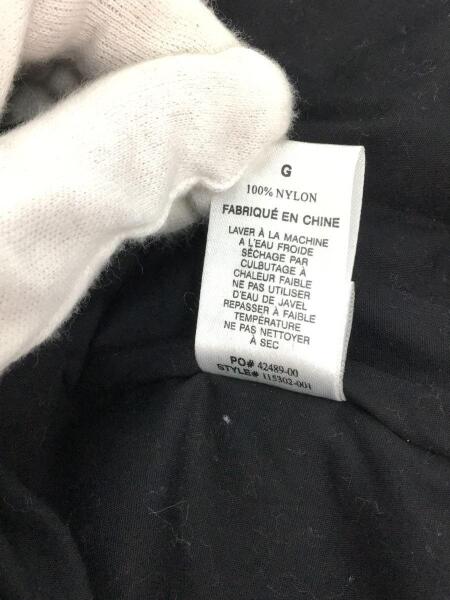 G
100% NYLON
FABRIQUÉ EN CHINE
LAVER À LA MACHINE
A L'EAU FROIDE
SÉCHAGE PAR
CULBUTAGE À
CHALEUR FAIBLE
NE PAS UTILISER
D'EAU DE JAVEL
REPASSER À FAIBLE
TEMPÉRATURE
NE PAS NETTOYER
À SEC
PO# 42489-00
STYLE# 115302-001